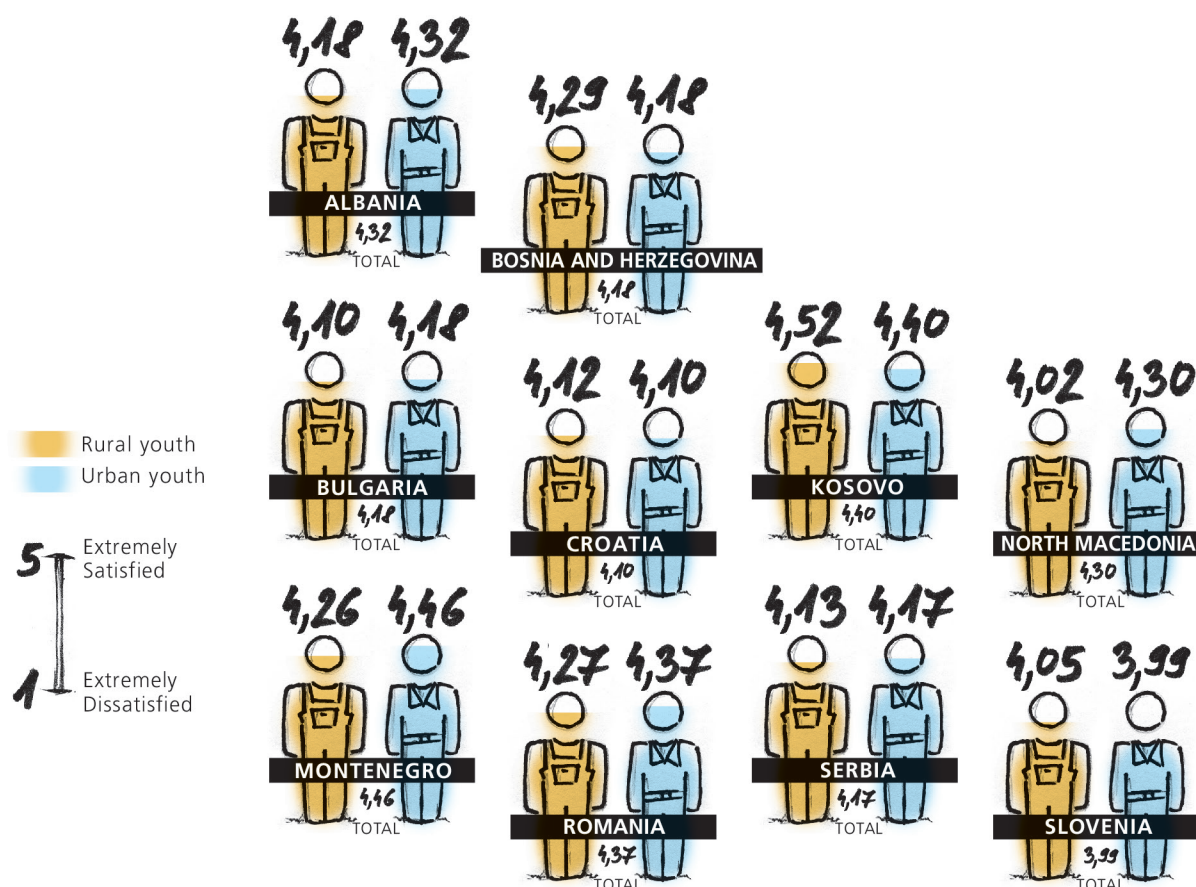 4,18 4,32
ALBANIA
4,32
TOTAL
4,29 4,18
BOSNIA AND HERZEGOVINA
4,18
TOTAL
4,10 4,18
BULGARIA
4,18
TOTAL
4,12 4,10
CROATIA
4,10
TOTAL
4,52 4,40
KOSOVO
4,40
TOTAL
4,02 4,30
NORTH MACEDONIA
4,30
TOTAL
Rural youth
Urban youth
5 Extremely
Satisfied
1 Extremely
Dissatisfied
4,26 4,46
MONTENEGRO
4,46
TOTAL
4,27 4,37
ROMANIA
4,37
TOTAL
4,13 4,17
SERBIA
4,17
TOTAL
4,05 3,99
SLOVENIA
3,99
TOTAL